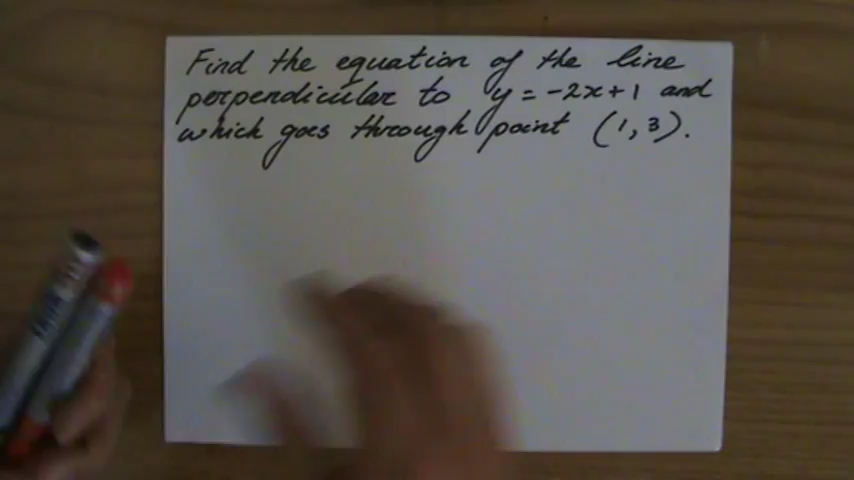 Find the equation of the line
perpendicular to y = -2x + 1 and
which goes through point (1, 3).